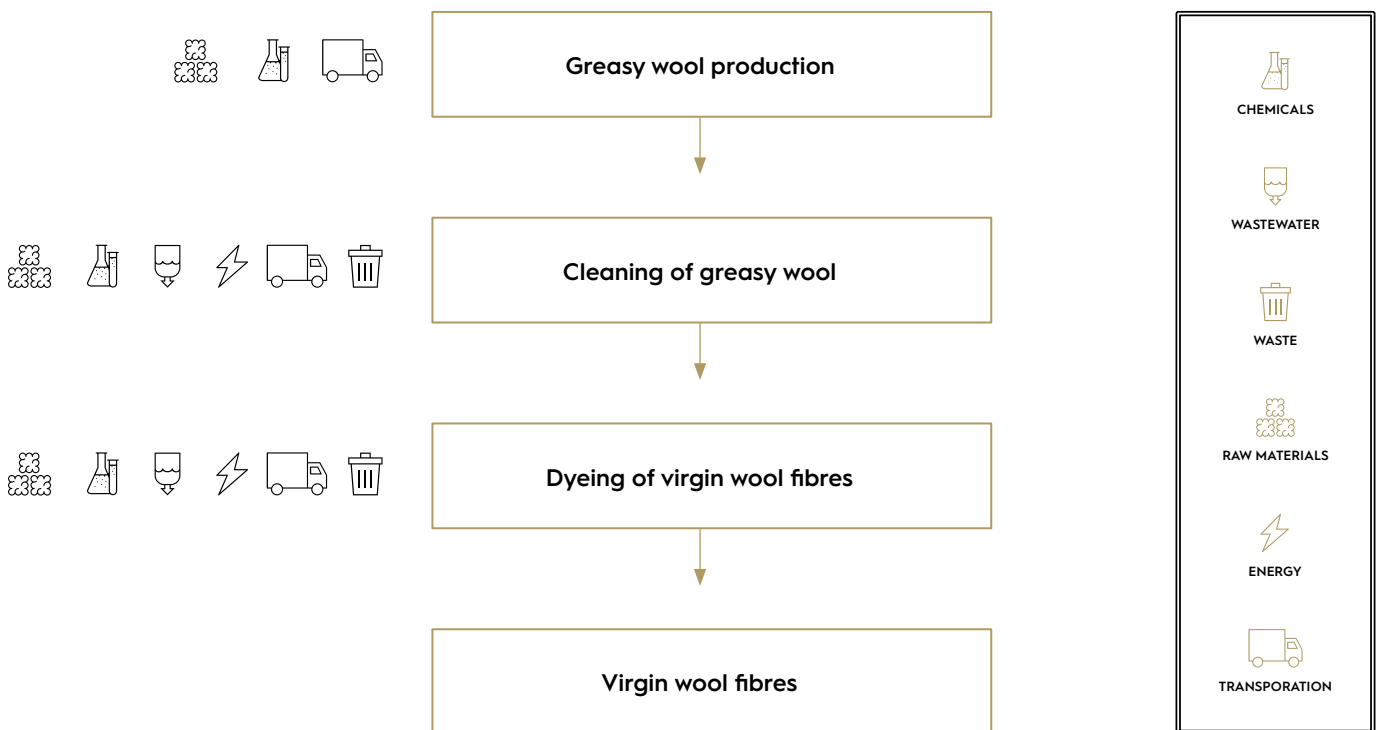 Greasy wool production
Cleaning of greasy wool
Dyeing of virgin wool fibres
Virgin wool fibres
CHEMICALS
WASTEWATER
WASTE
RAW MATERIALS
ENERGY
TRANSPORATION